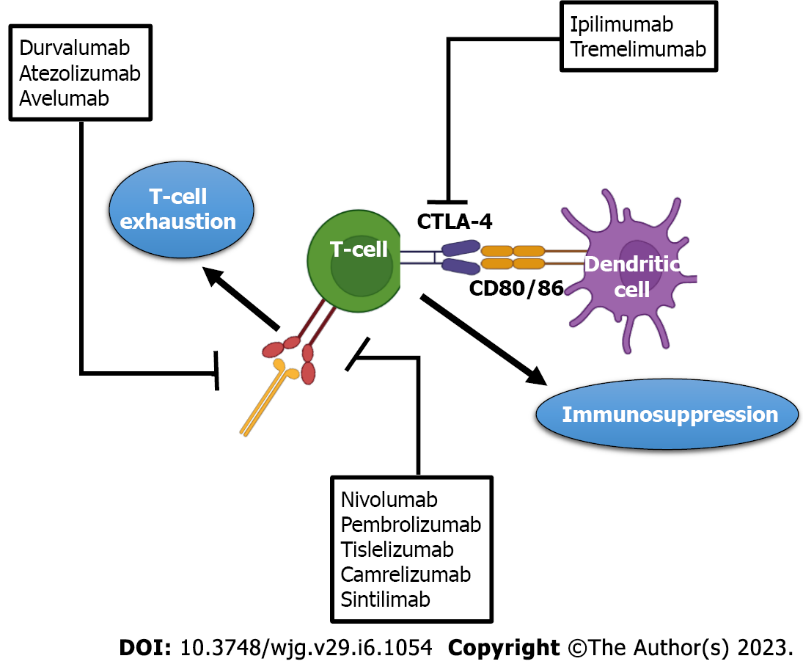 Durvalumab
Atezolizumab
Avelumab
Ipilimumab
Tremelimumab
T-cell
exhaustion
T-cell
CTLA-4
CD80/86
Dendritic
cell
Immunosuppression
Nivolumab
Pembrolizumab
Tislelizumab
Camrelizumab
Sintilimab
DOI: 10.3748/wjg.v29.i6.1054 Copyright ©The Author(s) 2023.